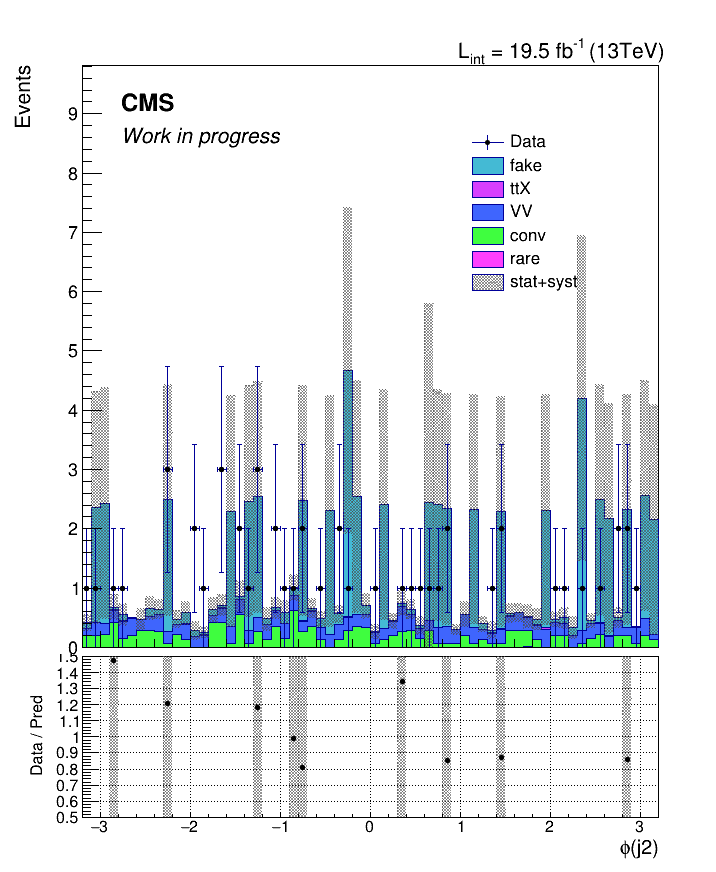 L_int = 19.5 fb^-1 (13TeV)
Events
CMS
Work in progress
Data
fake
ttX
VV
conv
rare
stat+syst
9
8
7
6
5
4
3
2
1
0
Data / Pred
1.5
1.4
1.3
1.2
1.1
1
0.9
0.8
0.7
0.6
0.5
−3 −2 −1 0 1 2 3
ϕ(j2)